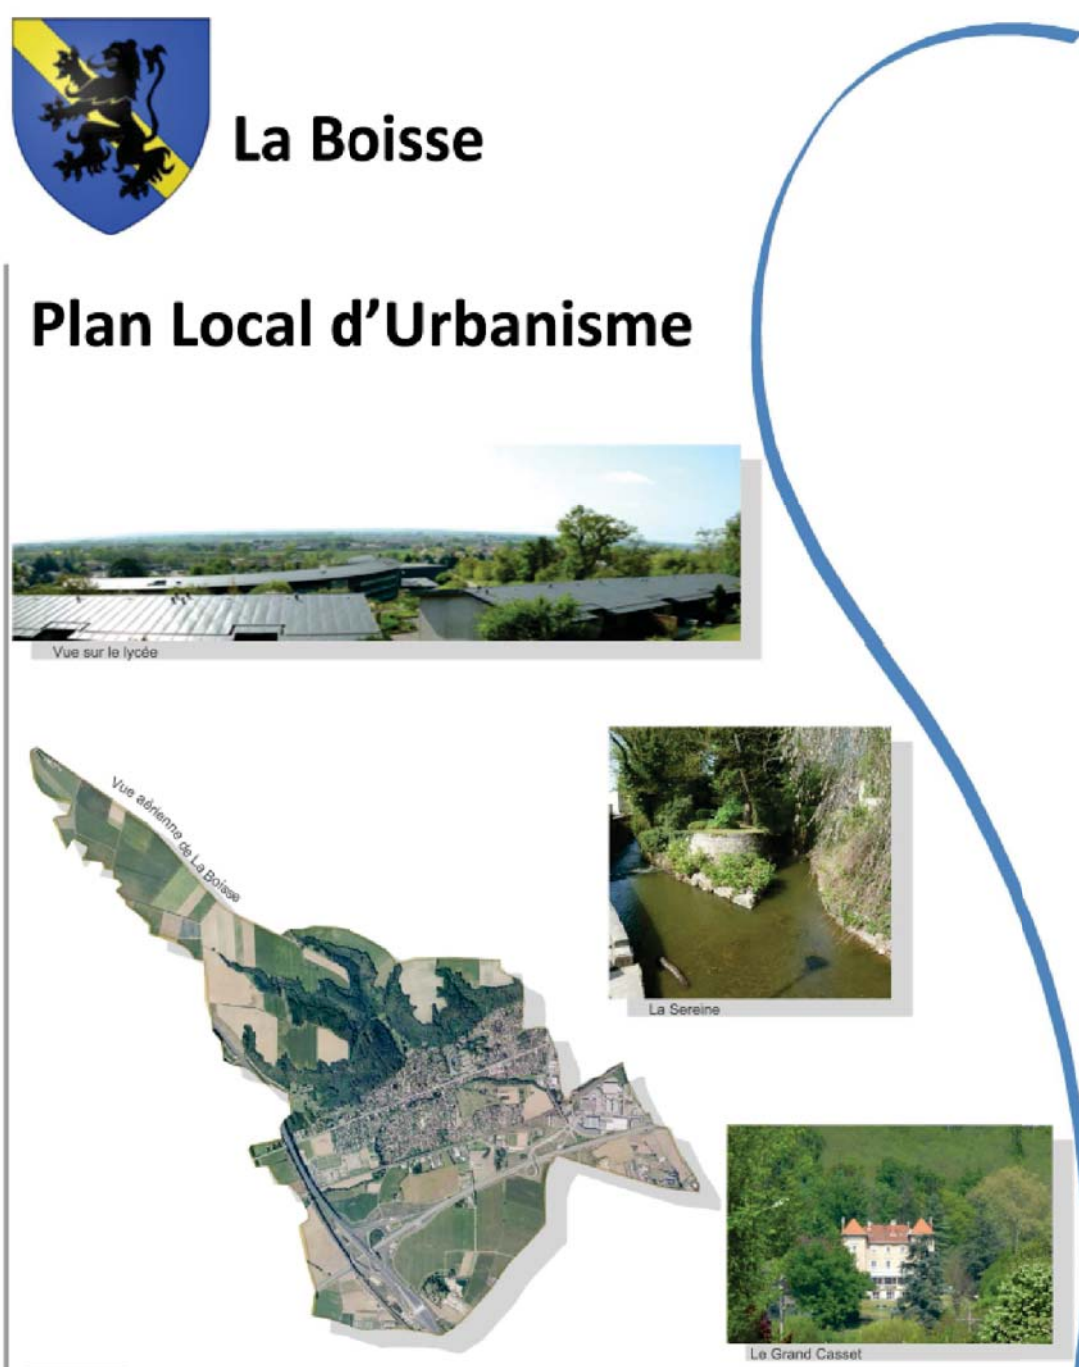 La Boisse
Plan Local d’Urbanisme
Vue sur le lycée
Vue aérienne de La Boisse
La Sereine
Le Grand Casset